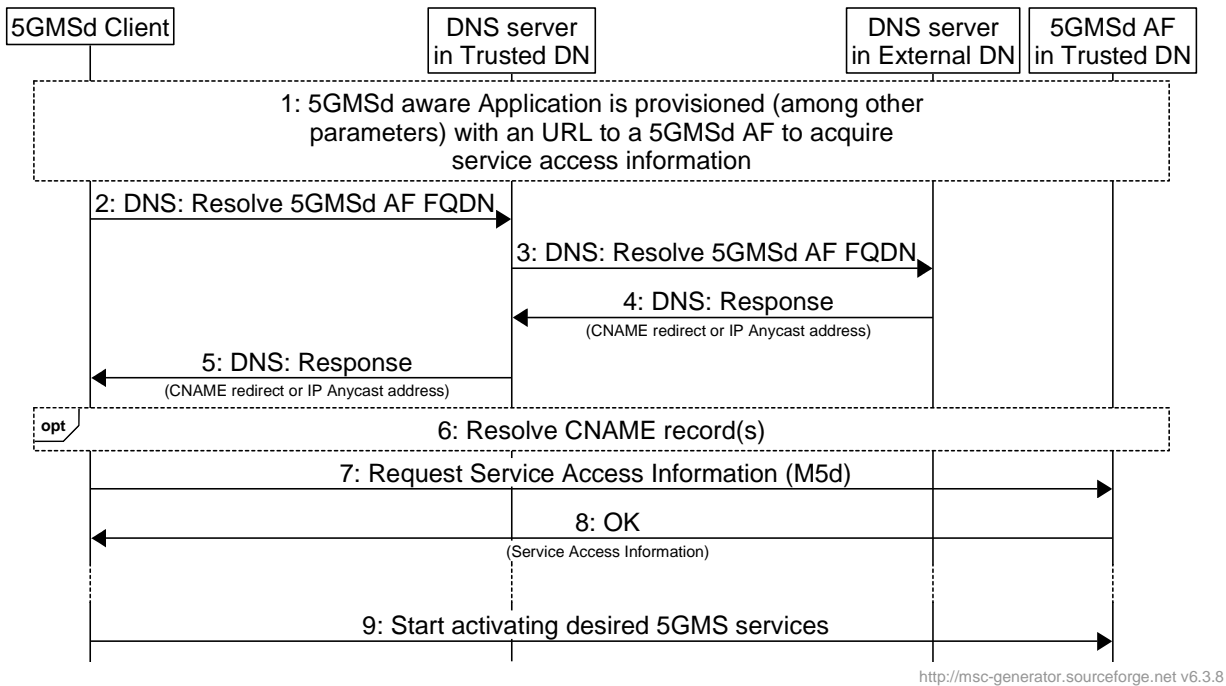 5GMSd Client
DNS server
in Trusted DN
DNS server
in External DN
5GMSd AF
in Trusted DN
1: 5GMSd aware Application is provisioned (among other
parameters) with an URL to a 5GMSd AF to acquire
service access information
2: DNS: Resolve 5GMSd AF FQDN
3: DNS: Resolve 5GMSd AF FQDN
4: DNS: Response
(CNAME redirect or IP Anycast address)
5: DNS: Response
(CNAME redirect or IP Anycast address)
opt
6: Resolve CNAME record(s)
7: Request Service Access Information (M5d)
8: OK
(Service Access Information)
9: Start activating desired 5GMS services
http://msc-generator.sourceforge.net v6.3.8